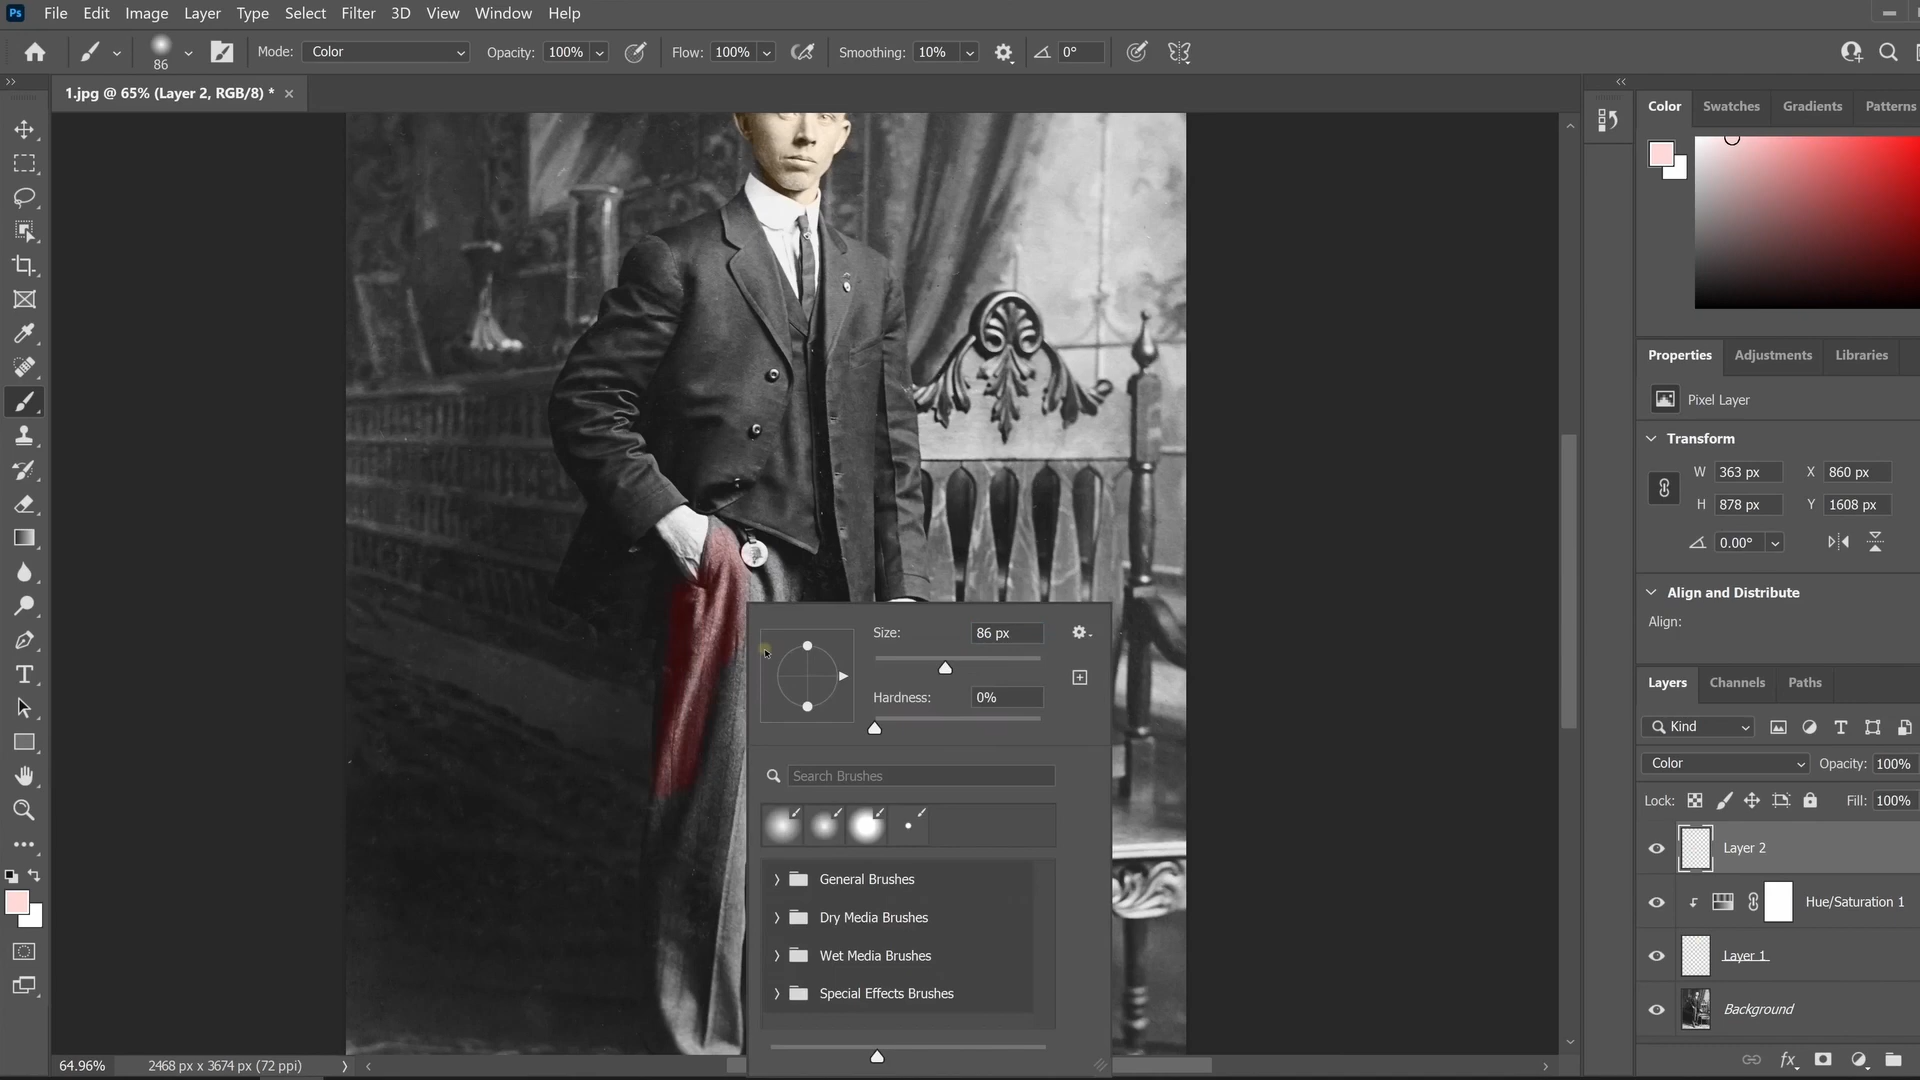 Ps File Edit Image Layer Type Select Filter 3D View Window Help
86 Mode: Color Opacity: 100% Flow: 100% Smoothing: 10% 0°
1.jpg @ 65% (Layer 2, RGB/8) *
Color Swatches Gradients Patterns
Properties Adjustments Libraries
Pixel Layer
Transform
W 363 px X 860 px
H 878 px Y 1608 px
0.00°
Align and Distribute
Align:
Size: 86 px
Hardness: 0%
Search Brushes
General Brushes
Dry Media Brushes
Wet Media Brushes
Special Effects Brushes
Layers Channels Paths
Kind
Color Opacity: 100%
Lock: Fill: 100%
Layer 2
Hue/Saturation 1
Layer 1
Background
64.96% 2468 px x 3674 px (72 ppi)